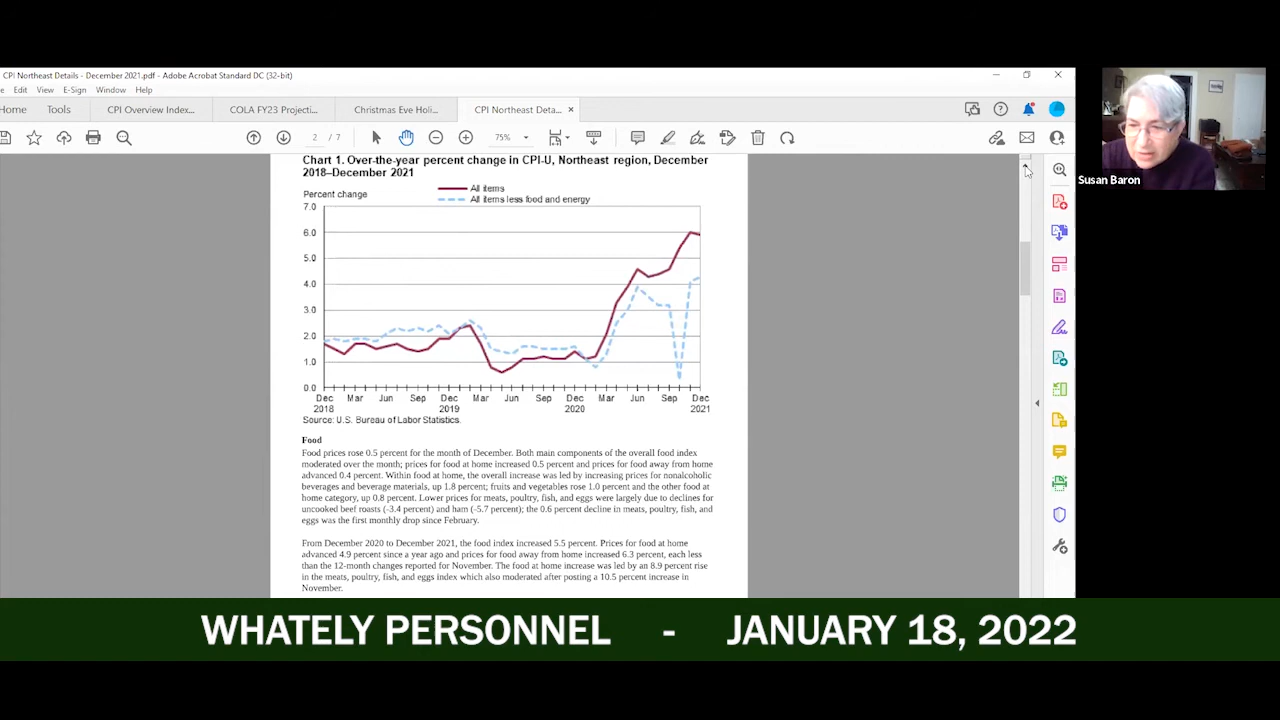 CPI Northeast Details - December 2021.pdf - Adobe Acrobat Standard DC (32-bit)
e Edit View E-Sign Window Help
Home Tools CPI Overview Index... COLA FY23 Projecti... Christmas Eve Holi... CPI Northeast Deta... ×
2 / 7 75%
Susan Baron
Chart 1. Over-the-year percent change in CPI-U, Northeast region, December
2018–December 2021
Percent change
All items
All items less food and energy
7.0
6.0
5.0
4.0
3.0
2.0
1.0
0.0
Dec Mar Jun Sep Dec Mar Jun Sep Dec Mar Jun Sep Dec
2018 2019 2020 2021
Source: U.S. Bureau of Labor Statistics.
Food
Food prices rose 0.5 percent for the month of December. Both main components of the overall food index
moderated over the month; prices for food at home increased 0.5 percent and prices for food away from home
advanced 0.4 percent. Within food at home, the overall increase was led by increasing prices for nonalcoholic
beverages and beverage materials, up 1.8 percent; fruits and vegetables rose 1.0 percent and the other food at
home category, up 0.8 percent. Lower prices for meats, poultry, fish, and eggs were largely due to declines for
uncooked beef roasts (-3.4 percent) and ham (-5.7 percent); the 0.6 percent decline in meats, poultry, fish, and
eggs was the first monthly drop since February.
From December 2020 to December 2021, the food index increased 5.5 percent. Prices for food at home
advanced 4.9 percent since a year ago and prices for food away from home increased 6.3 percent, each less
than the 12-month changes reported for November. The food at home increase was led by an 8.9 percent rise
in the meats, poultry, fish, and eggs index which also moderated after posting a 10.5 percent increase in
November.
WHATELY PERSONNEL - JANUARY 18, 2022